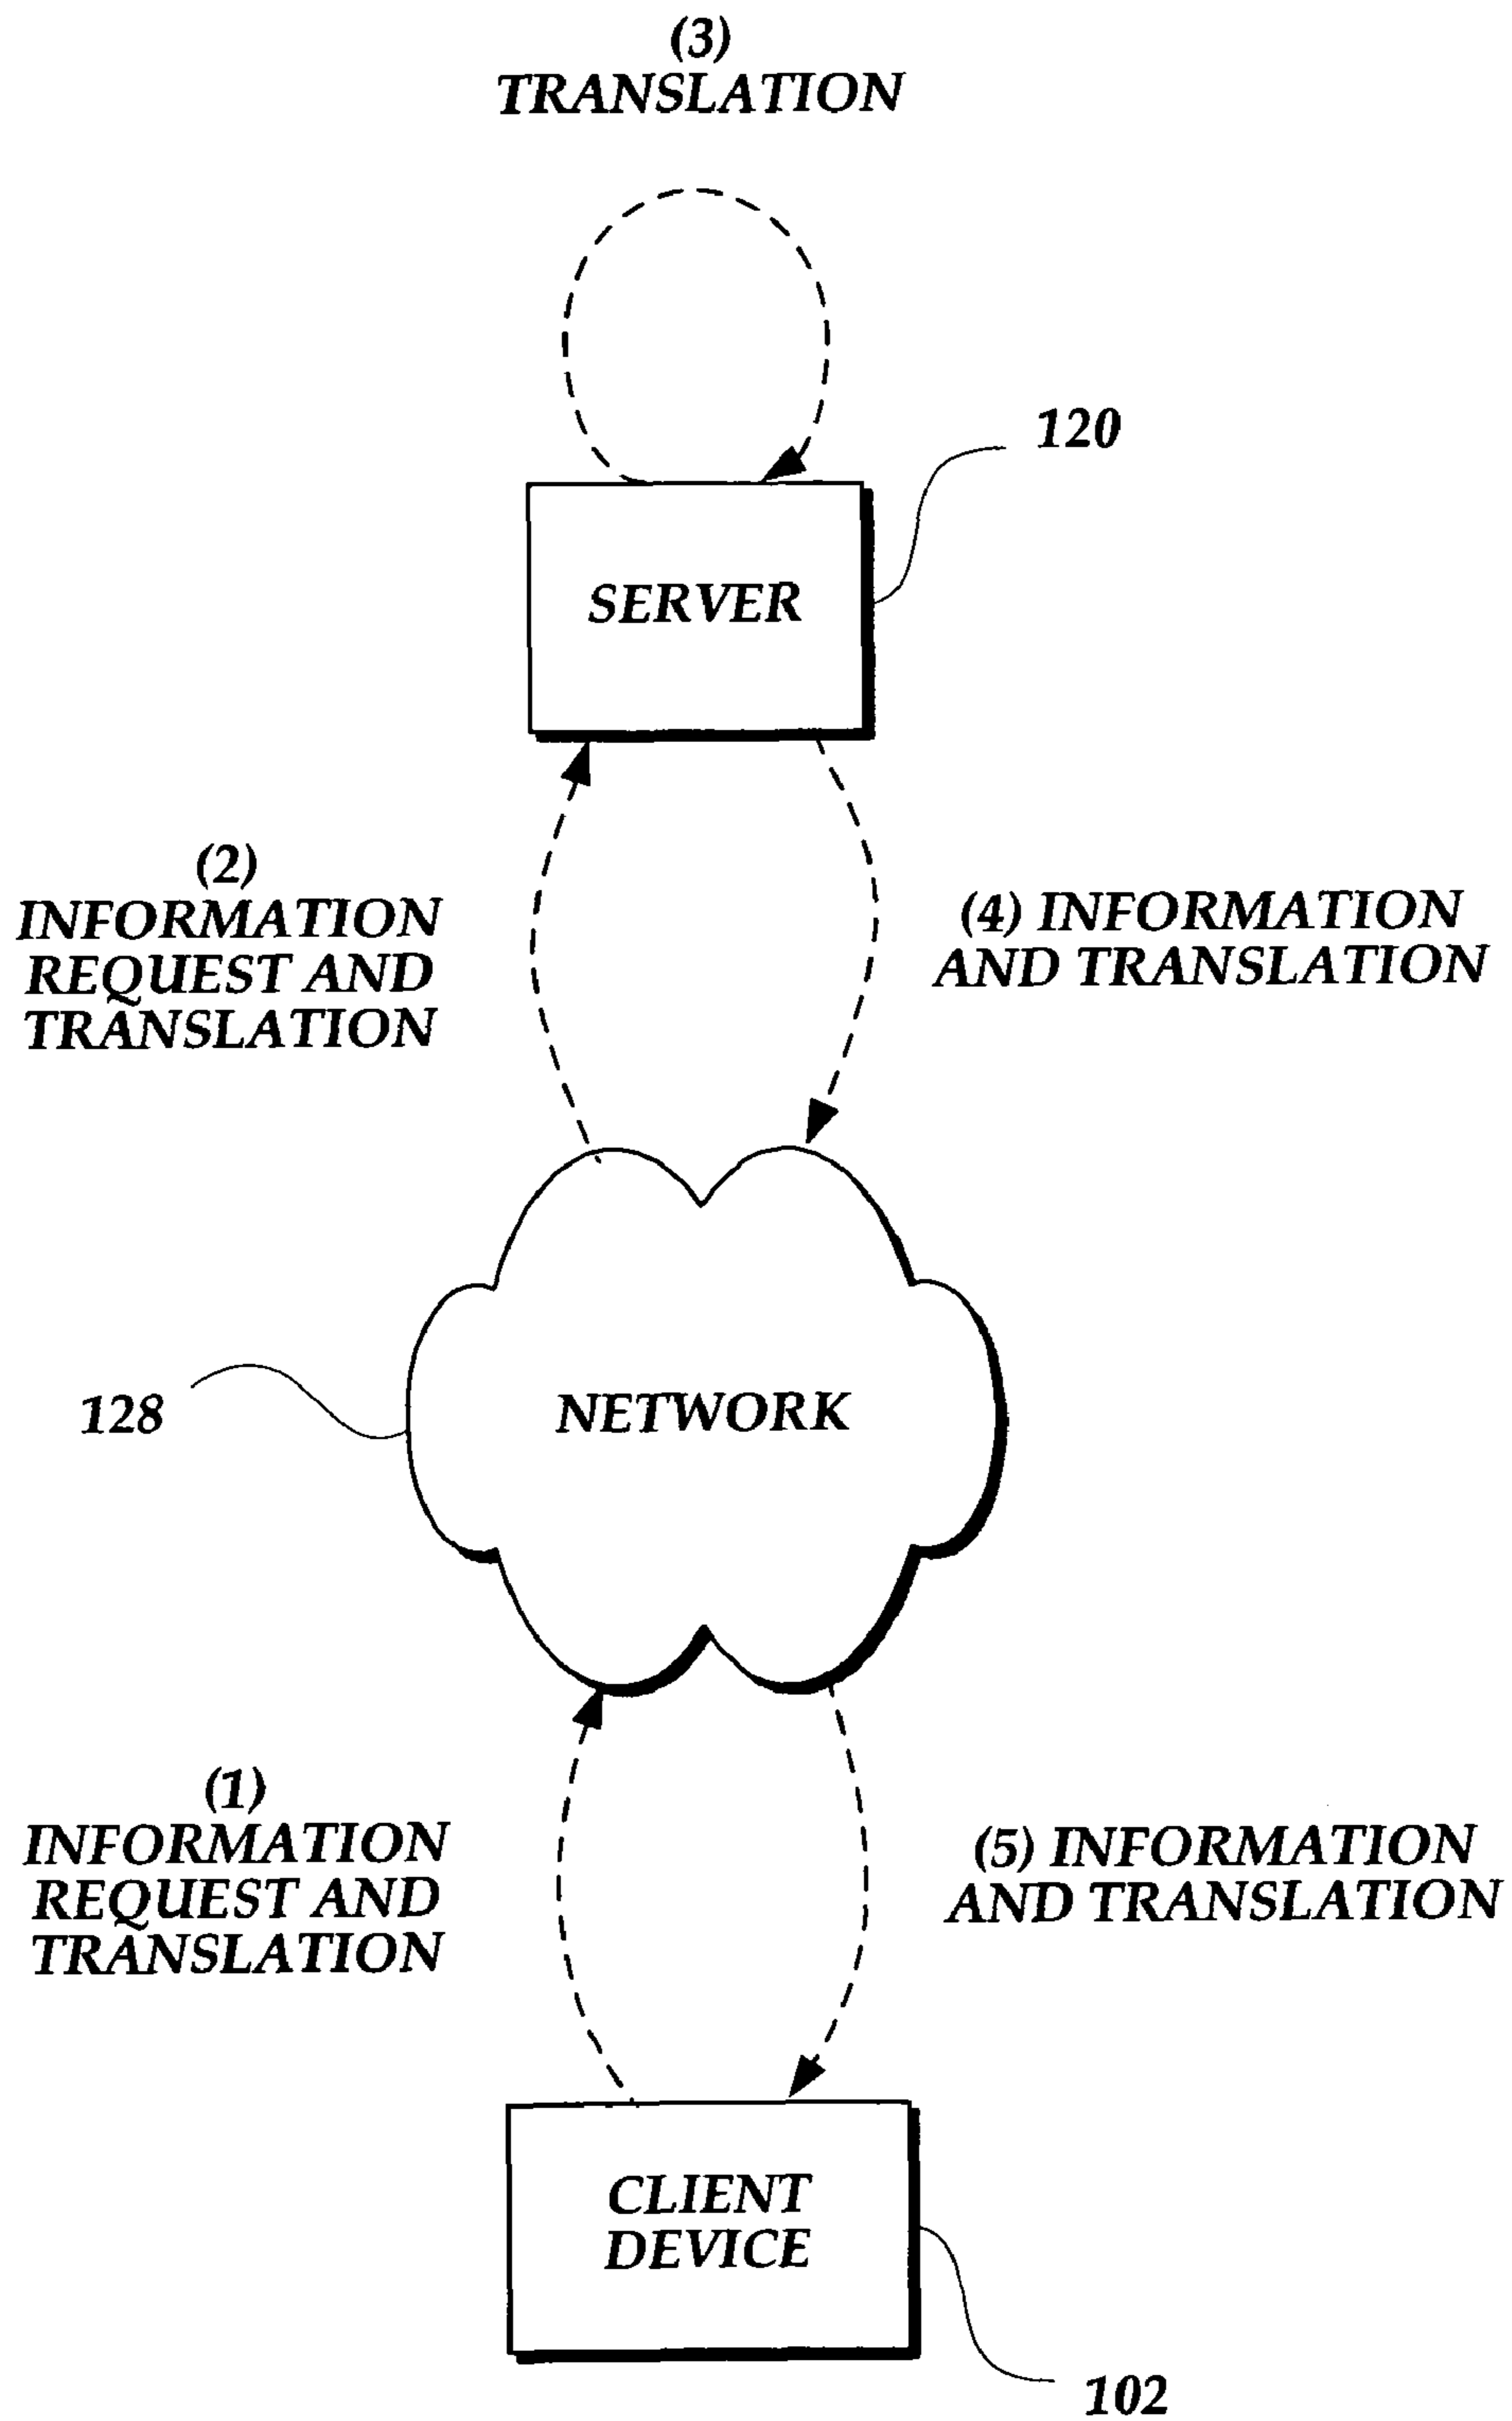 (3)
TRANSLATION
120
SERVER
(2)
INFORMATION
REQUEST AND
TRANSLATION
(4) INFORMATION
AND TRANSLATION
128
NETWORK
(1)
INFORMATION
REQUEST AND
TRANSLATION
(5) INFORMATION
AND TRANSLATION
CLIENT
DEVICE
102